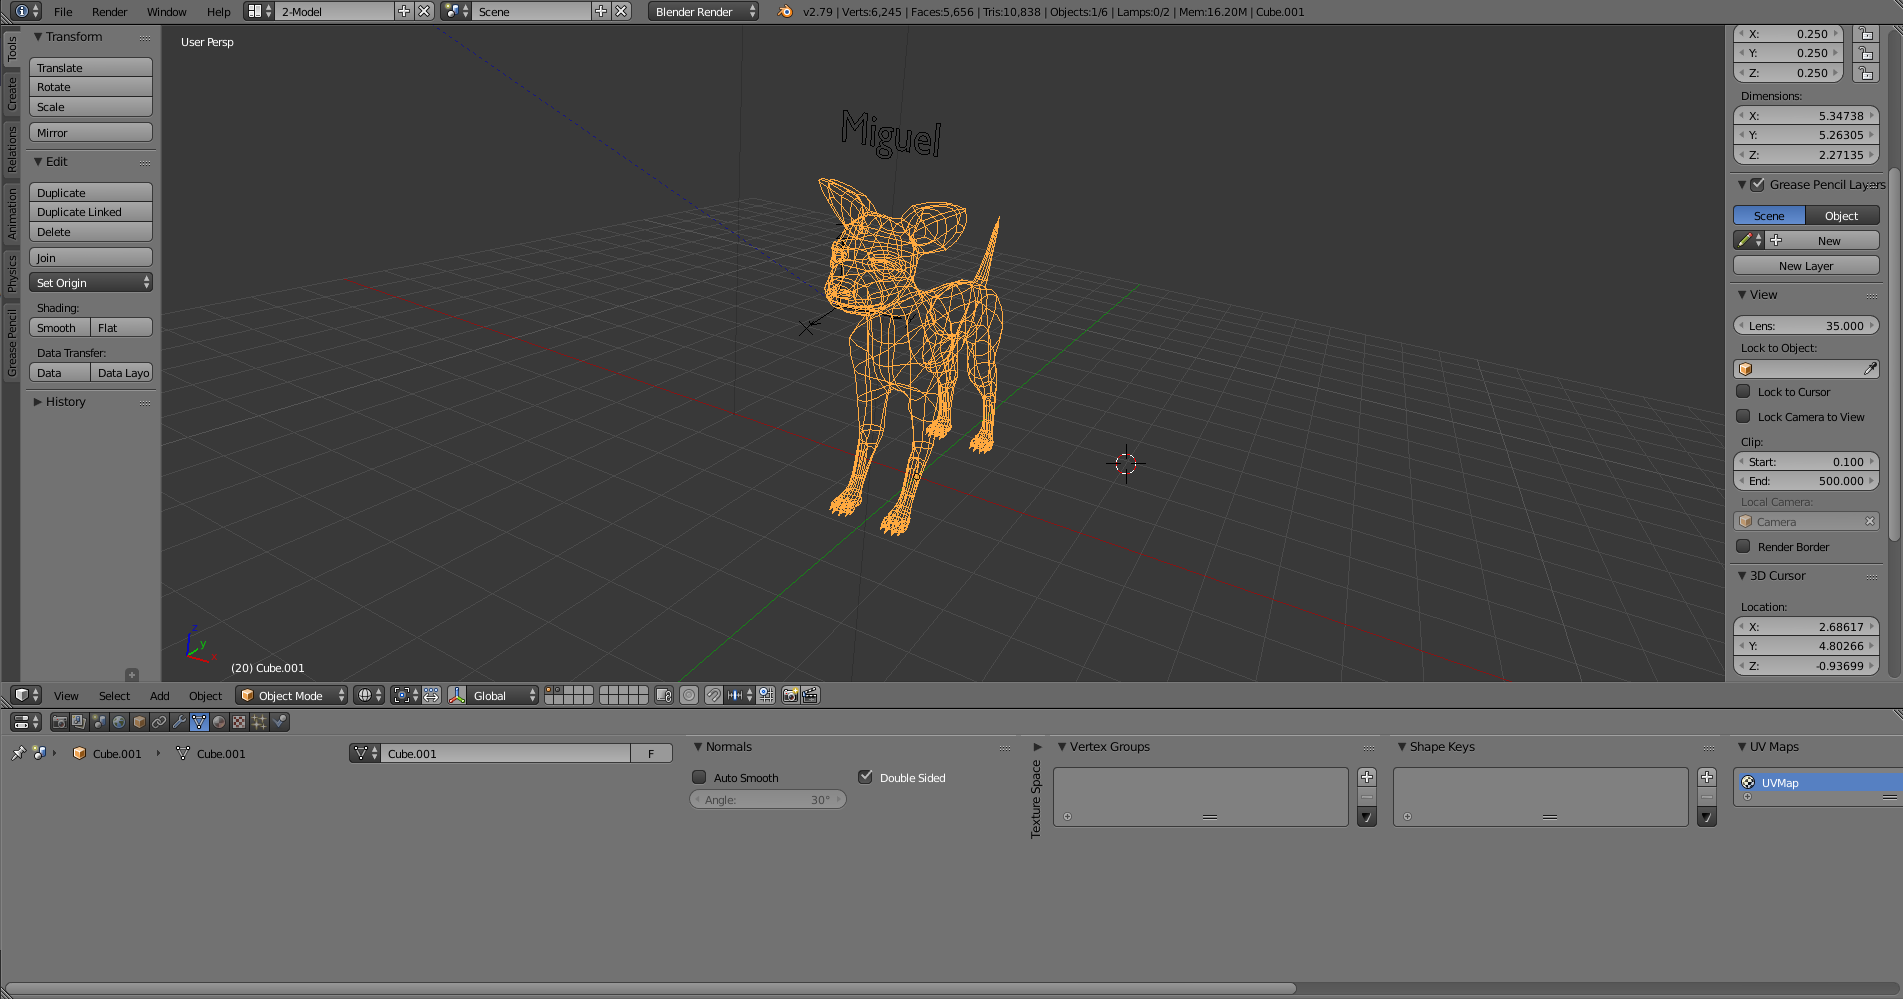 File Render Window Help 2-Model Scene Blender Render v2.79 | Verts:6,245 | Faces:5,656 | Tris:10,838 | Objects:1/6 | Lamps:0/2 | Mem:16.20M | Cube.001
Tools
Create
Relations
Animation
Physics
Grease Pencil
Transform
Translate
Rotate
Scale
Mirror
Edit
Duplicate
Duplicate Linked
Delete
Join
Set Origin
Shading:
Smooth Flat
Data Transfer:
Data Data Layo
History
User Persp
Miguel
z
y
x
(20) Cube.001
X: 0.250
Y: 0.250
Z: 0.250
Dimensions:
X: 5.34738
Y: 5.26305
Z: 2.27135
Grease Pencil Layers
Scene Object
New
New Layer
View
Lens: 35.000
Lock to Object:
Lock to Cursor
Lock Camera to View
Clip:
Start: 0.100
End: 500.000
Local Camera:
Camera
Render Border
3D Cursor
Location:
X: 2.68617
Y: 4.80266
Z: -0.93699
View Select Add Object Object Mode Global
Cube.001 Cube.001
Cube.001 F
Normals
Auto Smooth Double Sided
Angle: 30°
Texture Space
Vertex Groups
Shape Keys
UV Maps
UVMap